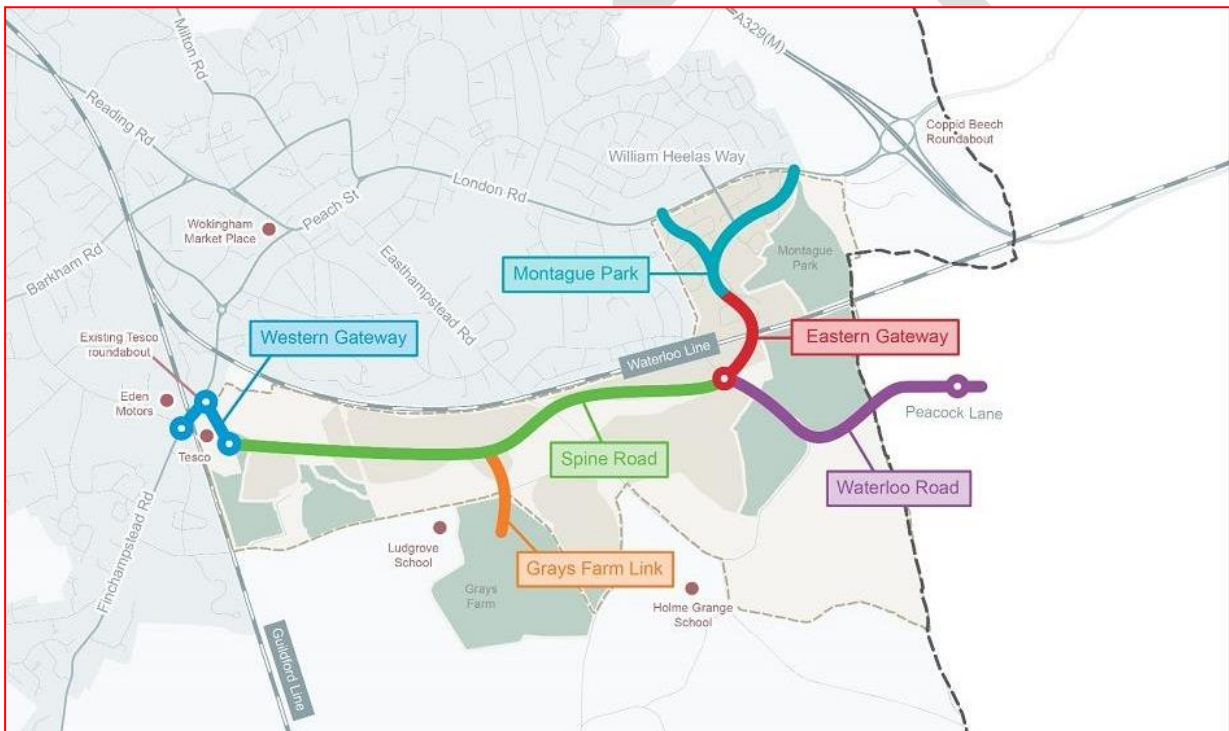 A329(M)
Milton Rd
Reading Rd
Coppid Beech
Roundabout
William Heelas Way
London Rd
Peach St
Wokingham
Market Place
Barkham Rd
Easthampstead Rd
Montague
Park
Montague Park
Western Gateway
Existing Tesco
roundabout
Eastern Gateway
Waterloo Line
Eden
Motors
Peacock Lane
Tesco
Spine Road
Waterloo Road
Finchampstead Rd
Ludgrove
School
Grays Farm Link
Grays
Farm
Holme Grange
School
Guildford Line